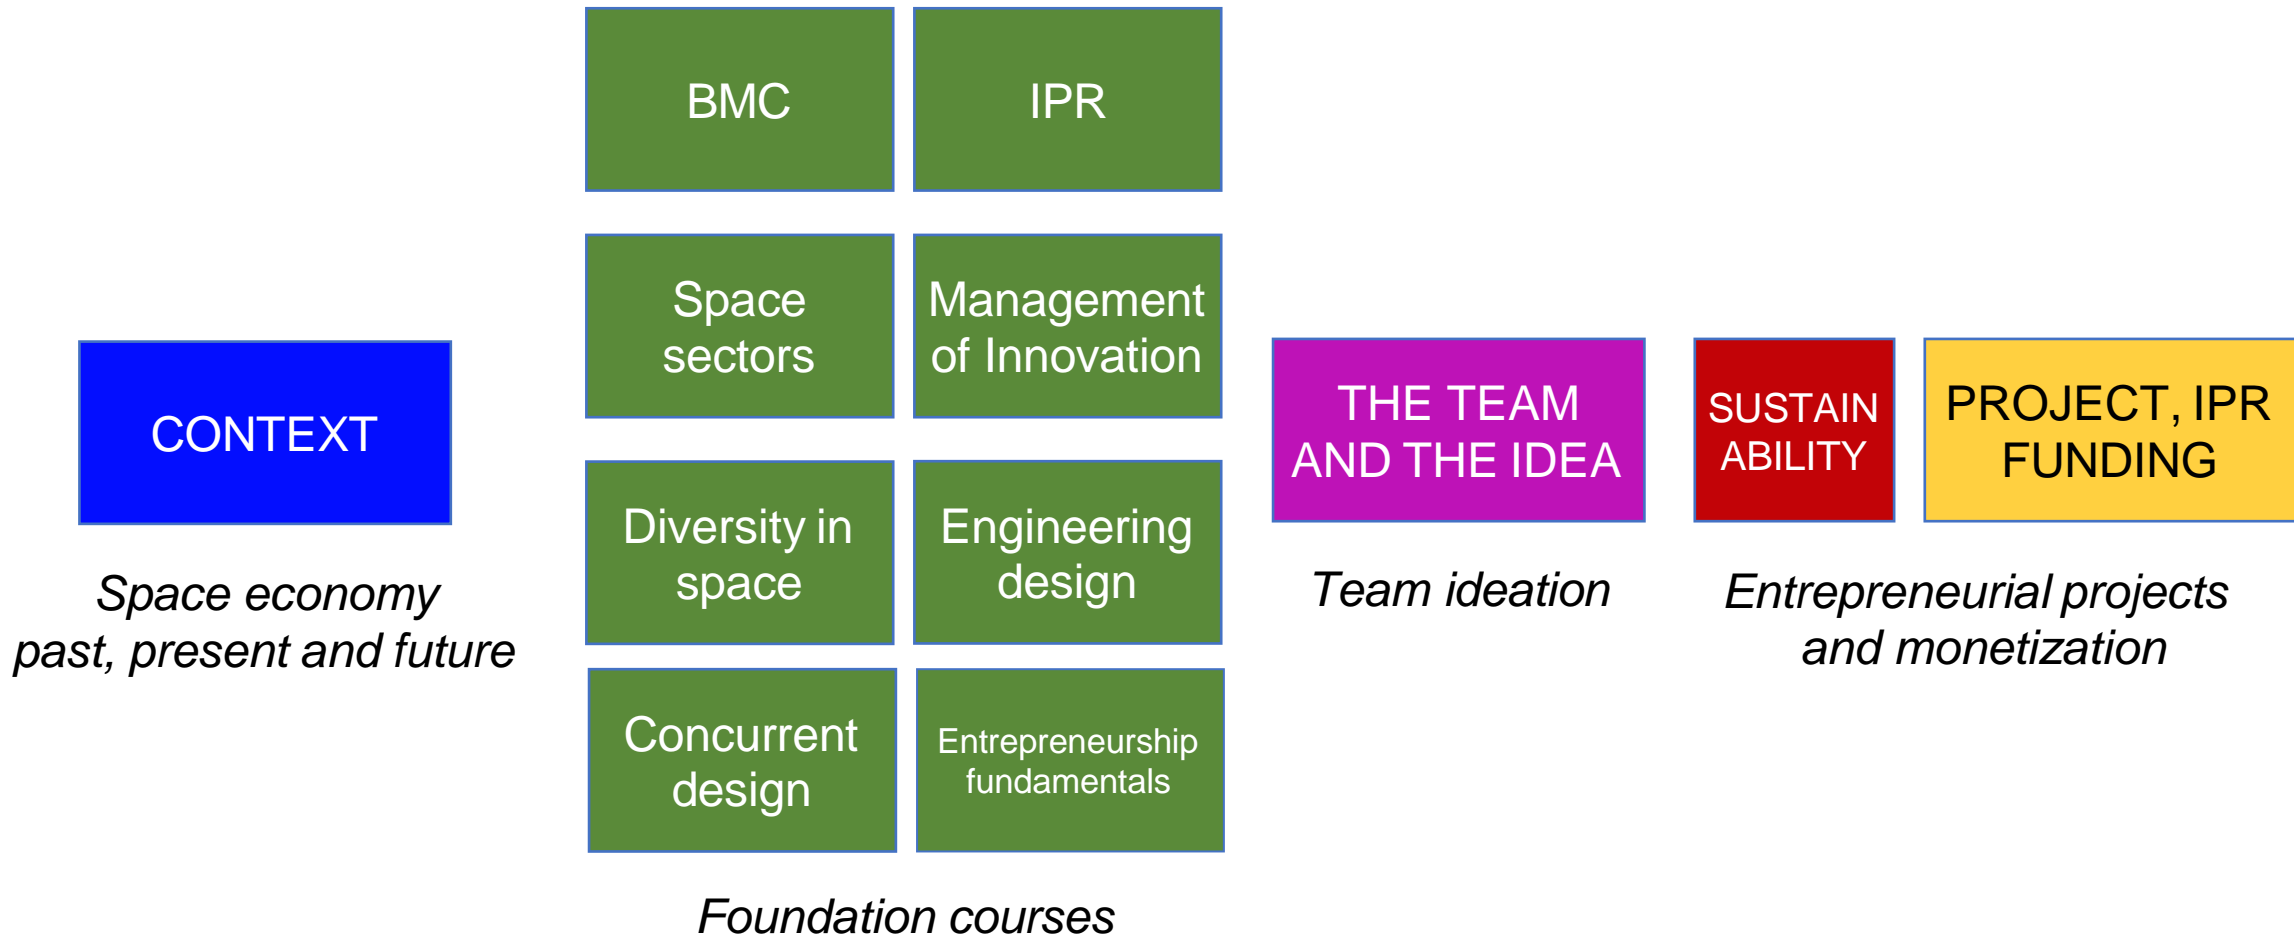 BMC
IPR
Space
sectors
Management
of Innovation
CONTEXT
THE TEAM
AND THE IDEA
SUSTAIN
ABILITY
PROJECT, IPR
FUNDING
Diversity in
space
Engineering
design
Space economy
past, present and future
Team ideation
Entrepreneurial projects
and monetization
Concurrent
design
Entrepreneurship
fundamentals
Foundation courses